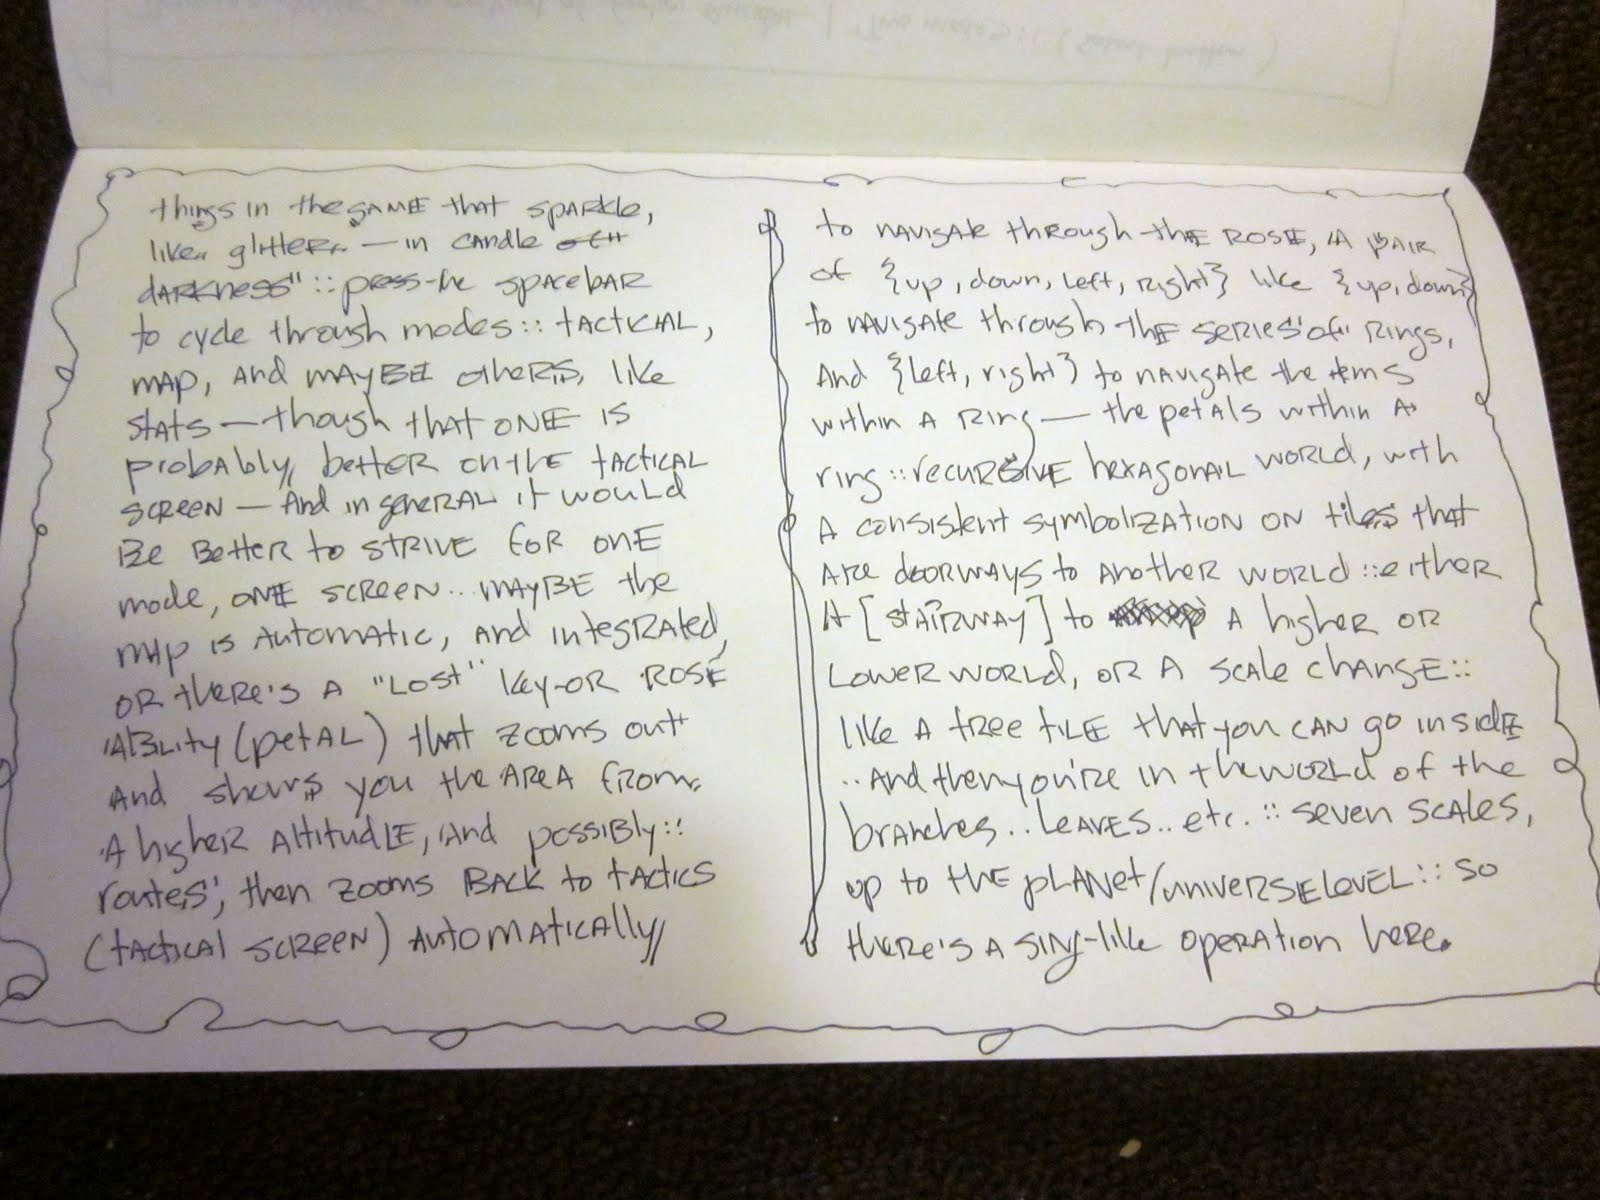 things in the GAME that sparkle,
like glitter — in candle
darkness" :: press the spacebar
to cycle through modes :: tactical,
map, and maybe others, like
stats — though that one is
probably better on the tactical
screen — And in general it would
Be Better to strive for one
mode, one screen .. maybe the
map is automatic, and integrated,
or there's a "Lost" key - or rose
Ability (petal) that zooms out
And shows you the area from
A higher altitude, and possibly ::
routes; then zooms BACK to tactics
(tactical screen) Automatically
to navigate through the rose, A pair
of {up, down, left, right} like {up, down}
to navigate through the series of rings,
And {left, right} to navigate the items
within A ring — the petals within A
ring :: recursive hexagonal world, with
A consistent symbolization on tiles that
Are doorways to another world :: either
A [stairway] to A higher or
Lower world, or A scale change ::
like A tree tile that you can go inside
.. And then you're in the world of the
branches .. leaves .. etc. :: seven scales,
up to the planet/universe level :: so
there's A sing-like operation here.